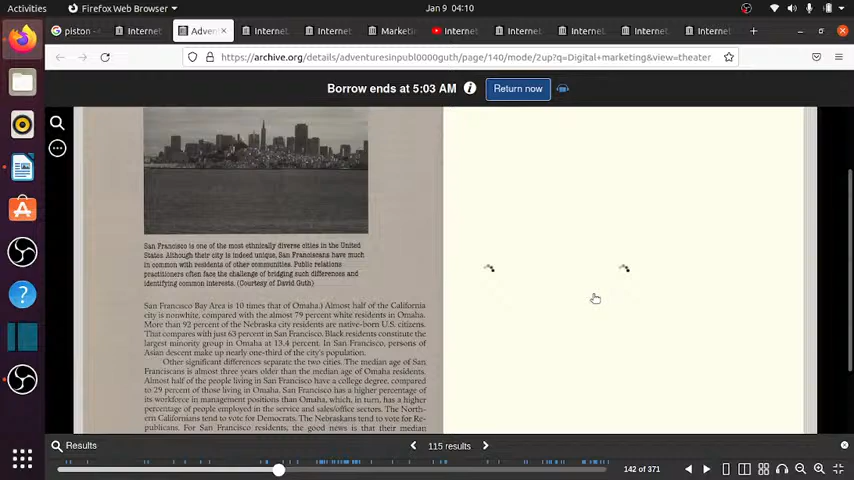 Activities
Firefox Web Browser
Jan 9 04:10
piston -
Internet
Adven
Internet
Internet
Marketi
Internet
Internet
Internet
Internet
https://archive.org/details/adventuresinpubl0000guth/page/140/mode/2up?q=Digital+marketing&view=theater
Borrow ends at 5:03 AM
Return now
San Francisco is one of the most ethnically diverse cities in the United
States. Although their city is indeed unique, San Franciscans have much
in common with residents of other communities. Public relations
practitioners often face the challenge of bridging such differences and
identifying common interests. (Courtesy of David Guth)
San Francisco Bay Area is 10 times that of Omaha.) Almost half of the California
city is nonwhite, compared with the almost 79 percent white residents in Omaha.
More than 92 percent of the Nebraska city residents are native-born U.S. citizens.
That compares with just 63 percent in San Francisco. Black residents constitute the
largest minority group in Omaha at 13.4 percent. In San Francisco, persons of
Asian descent make up nearly one-third of the city's population.
Other significant differences separate the two cities. The median age of San
Franciscans is almost three years older than the median age of Omaha residents.
Almost half of the people living in San Francisco have a college degree, compared
to 29 percent of those living in Omaha. San Francisco has a higher percentage of
its workforce in management positions than Omaha, which, in turn, has a higher
percentage of people employed in the service and sales/office sectors. The North-
ern Californians tend to vote for Democrats. The Nebraskans tend to vote for Re-
publicans. For San Francisco residents, the good news is that their median
Results
115 results
142 of 371